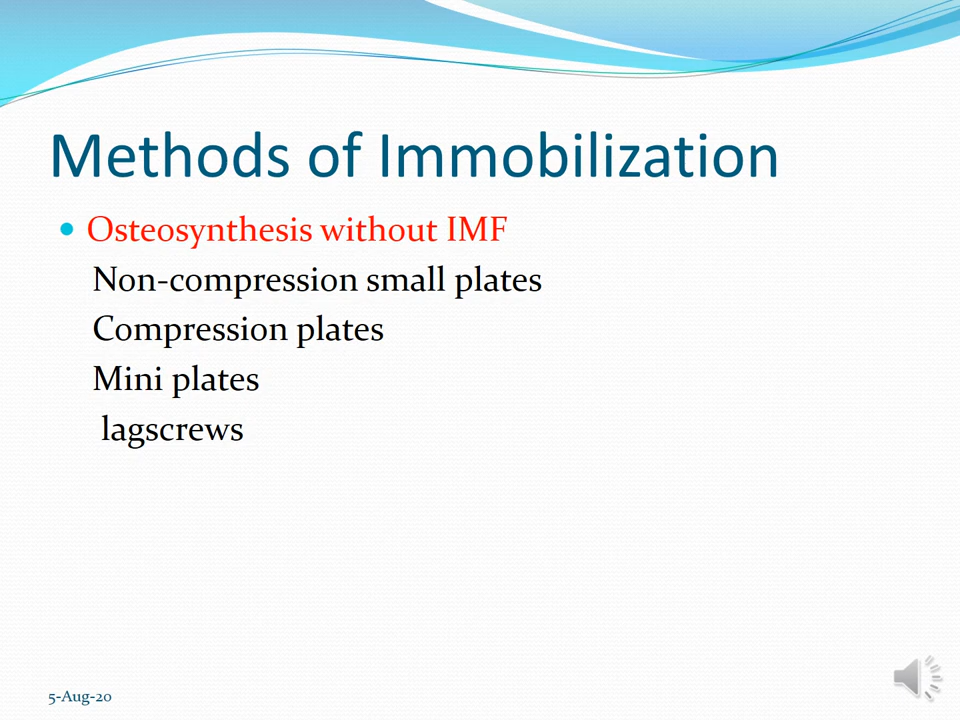 Methods of Immobilization
Osteosynthesis without IMF
Non-compression small plates
Compression plates
Mini plates
lagscrews
5-Aug-20